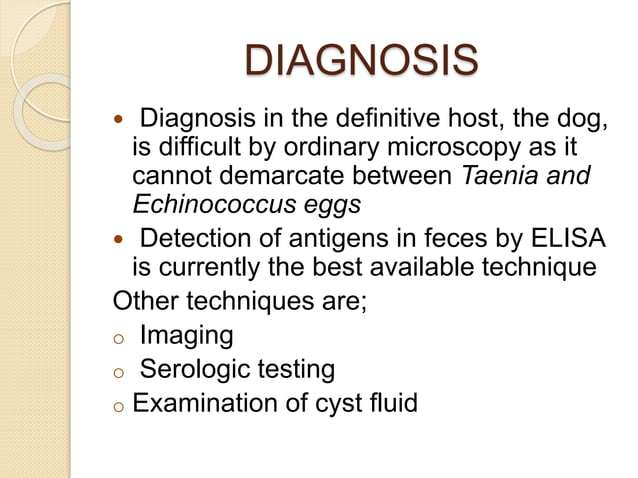 DIAGNOSIS
• Diagnosis in the definitive host, the dog,
is difficult by ordinary microscopy as it
cannot demarcate between Taenia and
Echinococcus eggs
• Detection of antigens in feces by ELISA
is currently the best available technique
Other techniques are;
o Imaging
o Serologic testing
o Examination of cyst fluid